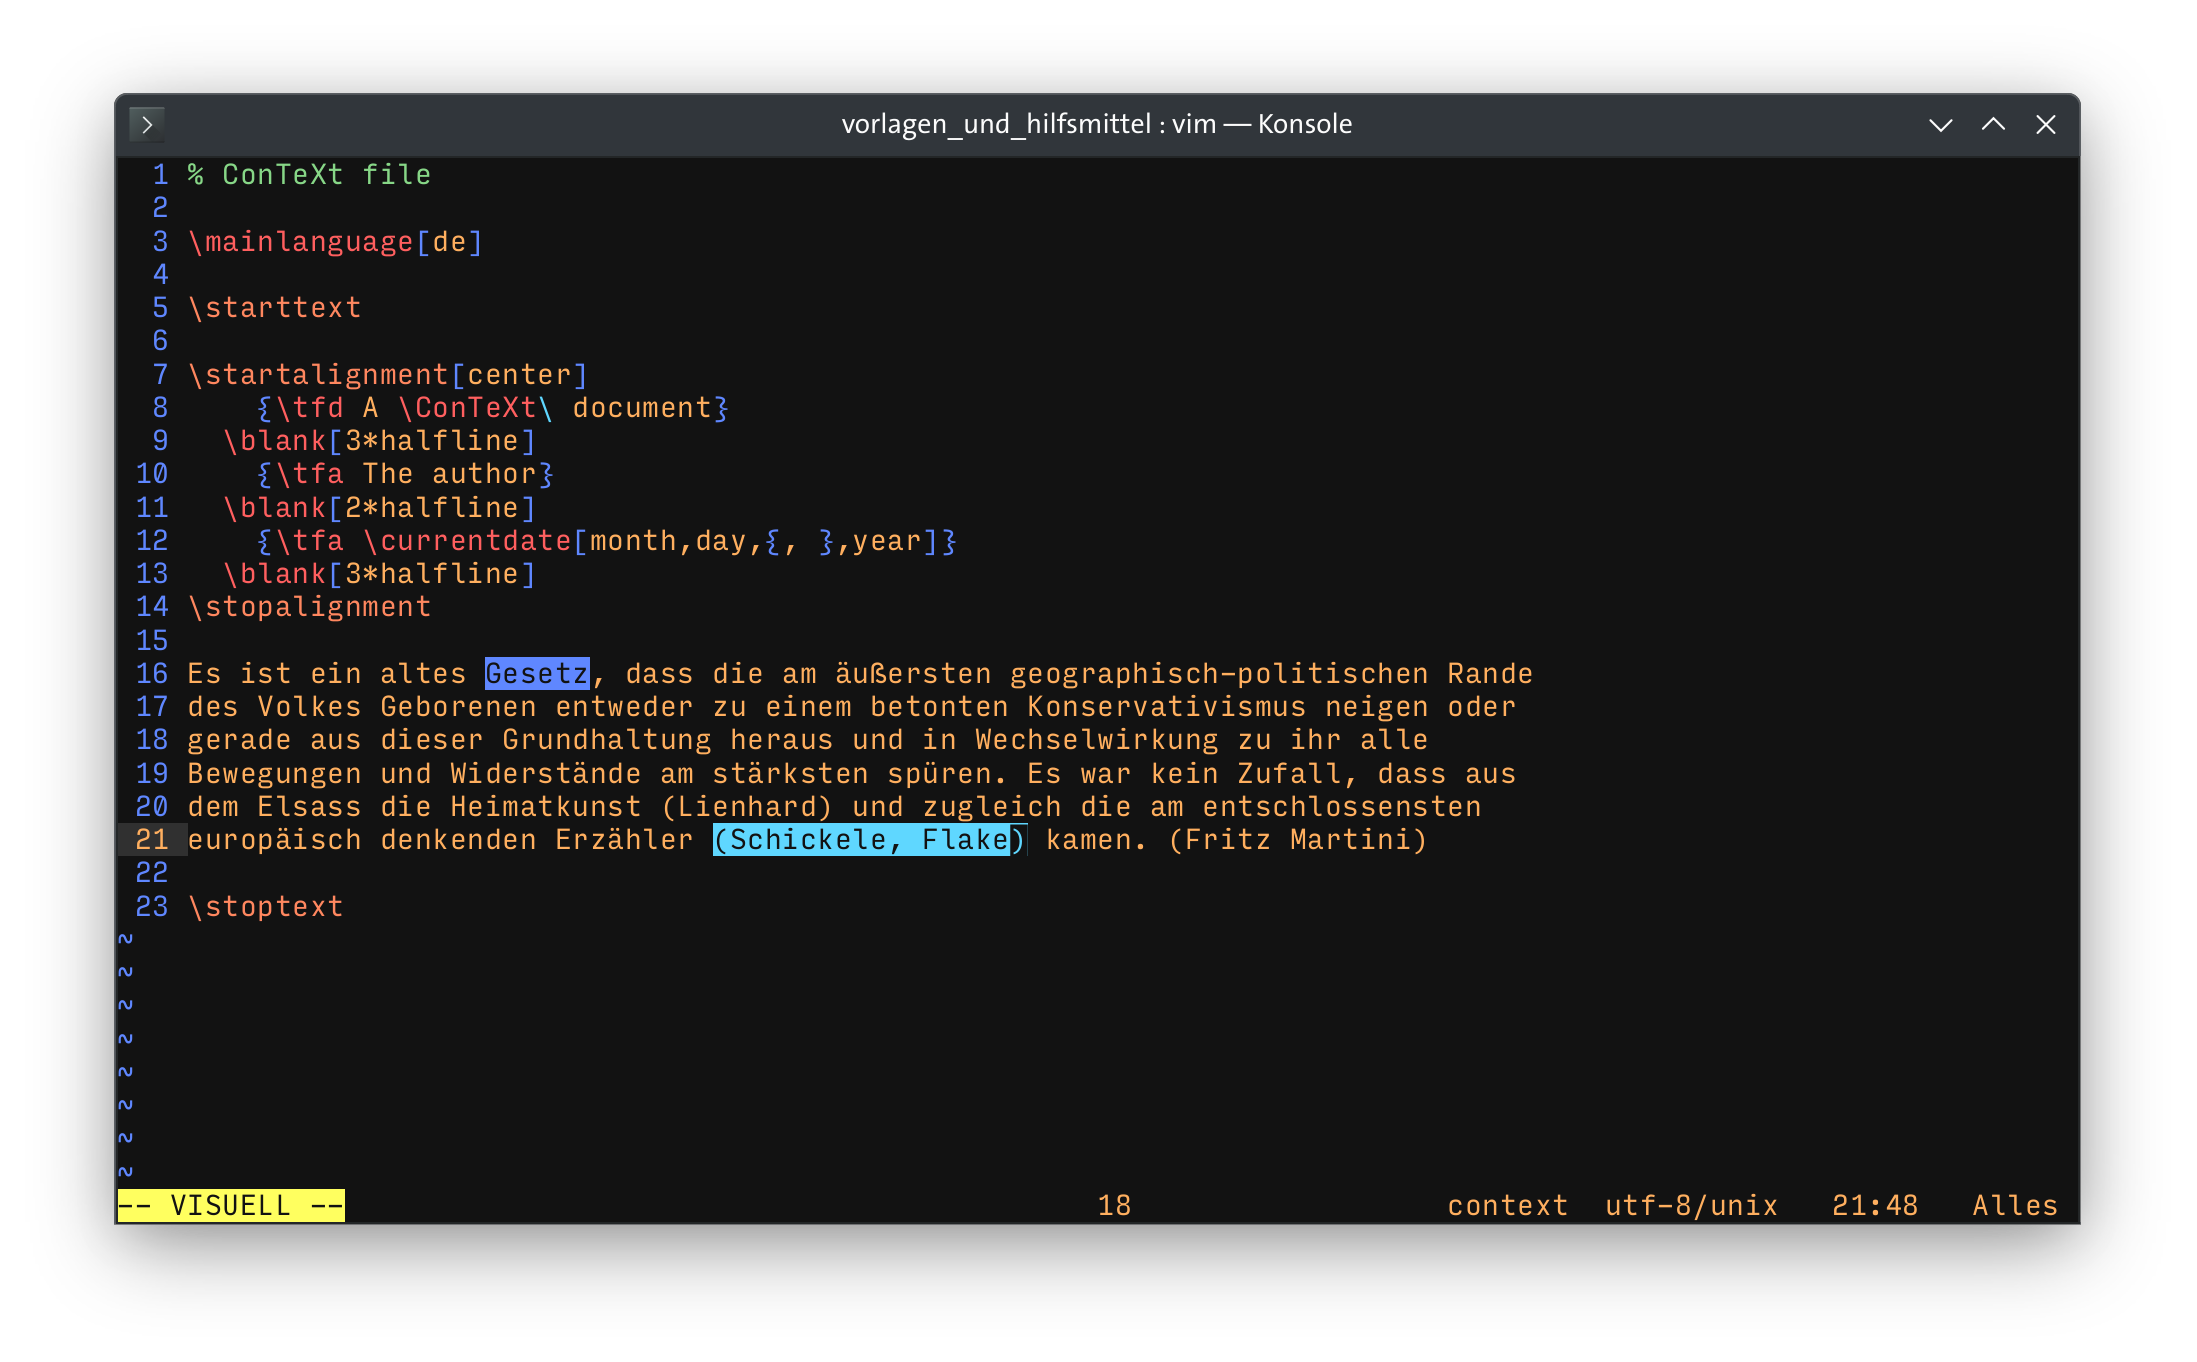 vorlagen_und_hilfsmittel : vim — Konsole
1 % ConTeXt file
2
3 \mainlanguage[de]
4
5 \starttext
6
7 \startalignment[center]
8     {\tfd A \ConTeXt\ document}
9   \blank[3*halfline]
10     {\tfa The author}
11   \blank[2*halfline]
12     {\tfa \currentdate[month,day,{, },year]}
13   \blank[3*halfline]
14 \stopalignment
15
16 Es ist ein altes Gesetz, dass die am äußersten geographisch-politischen Rande
17 des Volkes Geborenen entweder zu einem betonten Konservativismus neigen oder
18 gerade aus dieser Grundhaltung heraus und in Wechselwirkung zu ihr alle
19 Bewegungen und Widerstände am stärksten spüren. Es war kein Zufall, dass aus
20 dem Elsass die Heimatkunst (Lienhard) und zugleich die am entschlossensten
21 europäisch denkenden Erzähler (Schickele, Flake) kamen. (Fritz Martini)
22
23 \stoptext
~
~
~
~
~
~
~
~
-- VISUELL -- 18 context utf-8/unix 21:48 Alles